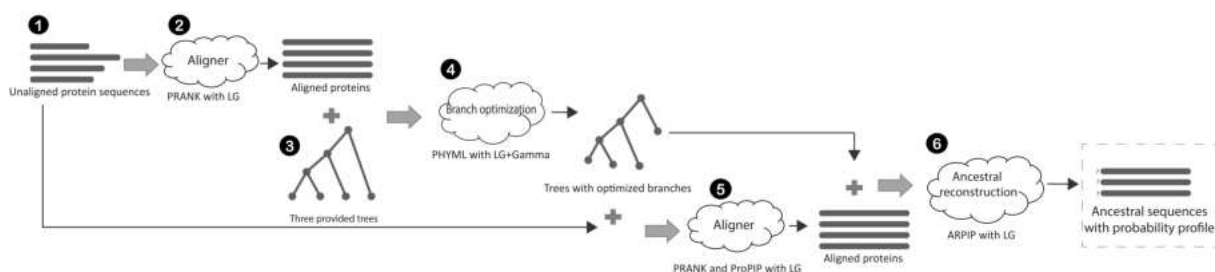 1
Unaligned protein sequences
2
Aligner
PRANK with LG
Aligned proteins
3
Three provided trees
4
Branch optimization
PHYML with LG+Gamma
Trees with optimized branches
5
Aligner
PRANK and ProPIP with LG
Aligned proteins
6
Ancestral
reconstruction
ARPIP with LG
Ancestral sequences
with probability profile